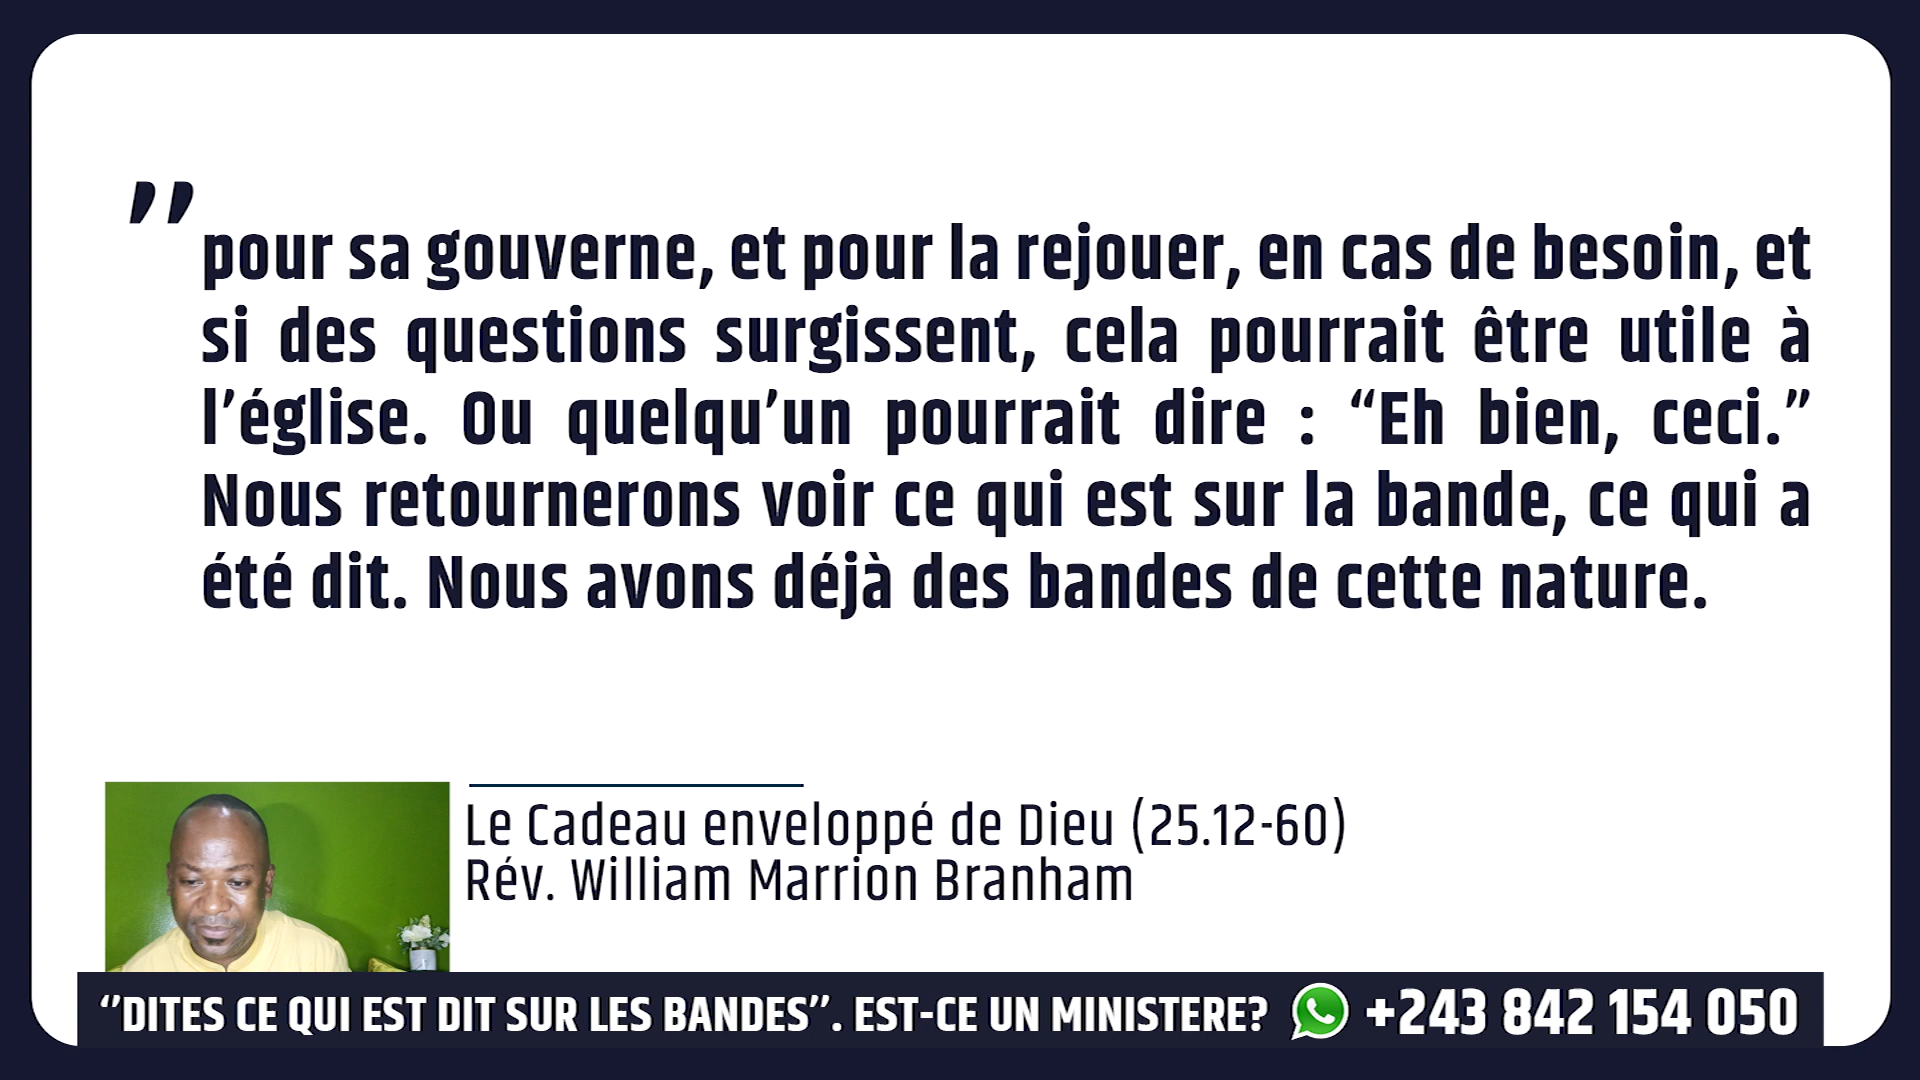 ”
pour sa gouverne, et pour la rejouer, en cas de besoin, et
si des questions surgissent, cela pourrait être utile à
l’église. Ou quelqu’un pourrait dire : “Eh bien, ceci.”
Nous retournerons voir ce qui est sur la bande, ce qui a
été dit. Nous avons déjà des bandes de cette nature.
Le Cadeau enveloppé de Dieu (25.12-60)
Rév. William Marrion Branham
‘’DITES CE QUI EST DIT SUR LES BANDES’’. EST-CE UN MINISTERE? +243 842 154 050